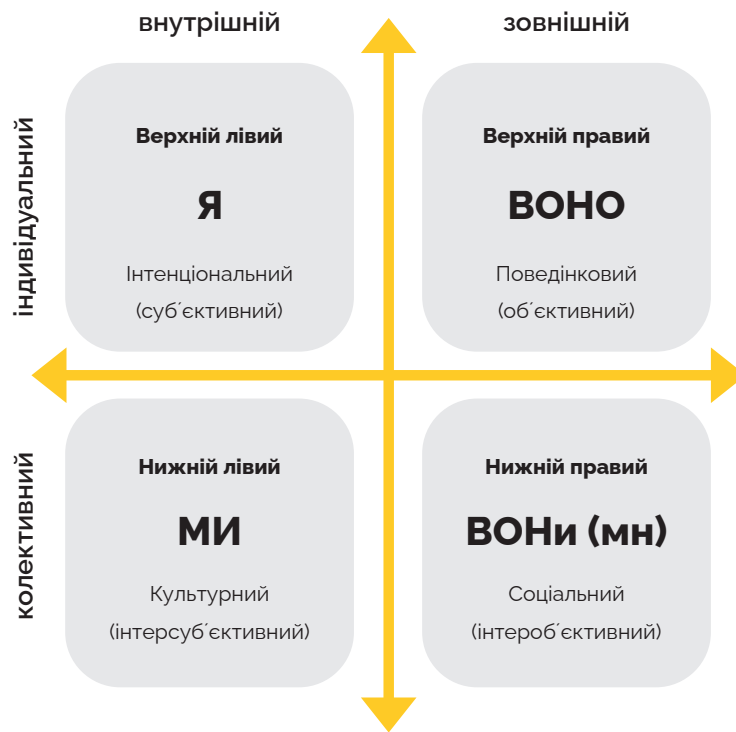 внутрішній
зовнішній
індивідуальний
Верхній лівий
Я
Інтенціональний
(суб´єктивний)
Верхній правий
ВОНО
Поведінковий
(об´єктивний)
колективний
Нижній лівий
МИ
Культурний
(інтерсуб´єктивний)
Нижній правий
ВОНи (мн)
Соціальний
(інтероб´єктивний)